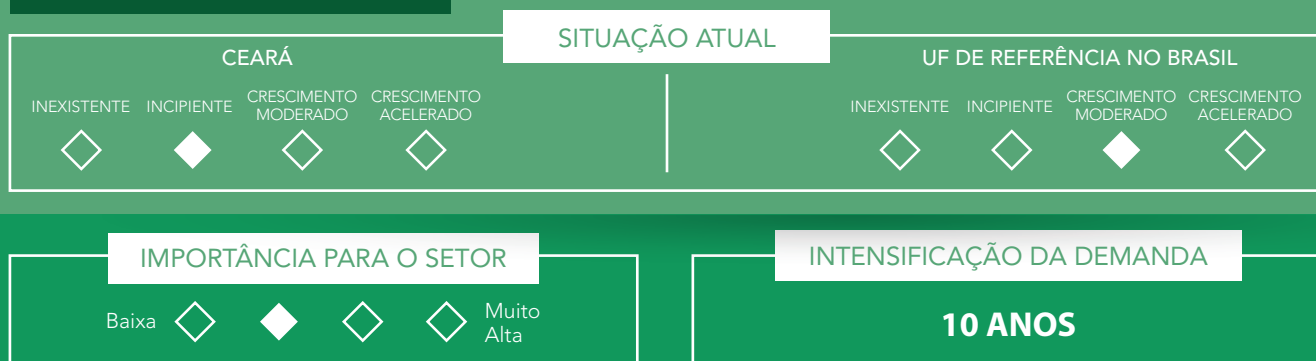 SITUAÇÃO ATUAL
CEARÁ
INEXISTENTE INCIPIENTE CRESCIMENTO MODERADO CRESCIMENTO ACELERADO
UF DE REFERÊNCIA NO BRASIL
INEXISTENTE INCIPIENTE CRESCIMENTO MODERADO CRESCIMENTO ACELERADO
IMPORTÂNCIA PARA O SETOR
Baixa
Muito
Alta
INTENSIFICAÇÃO DA DEMANDA
10 ANOS